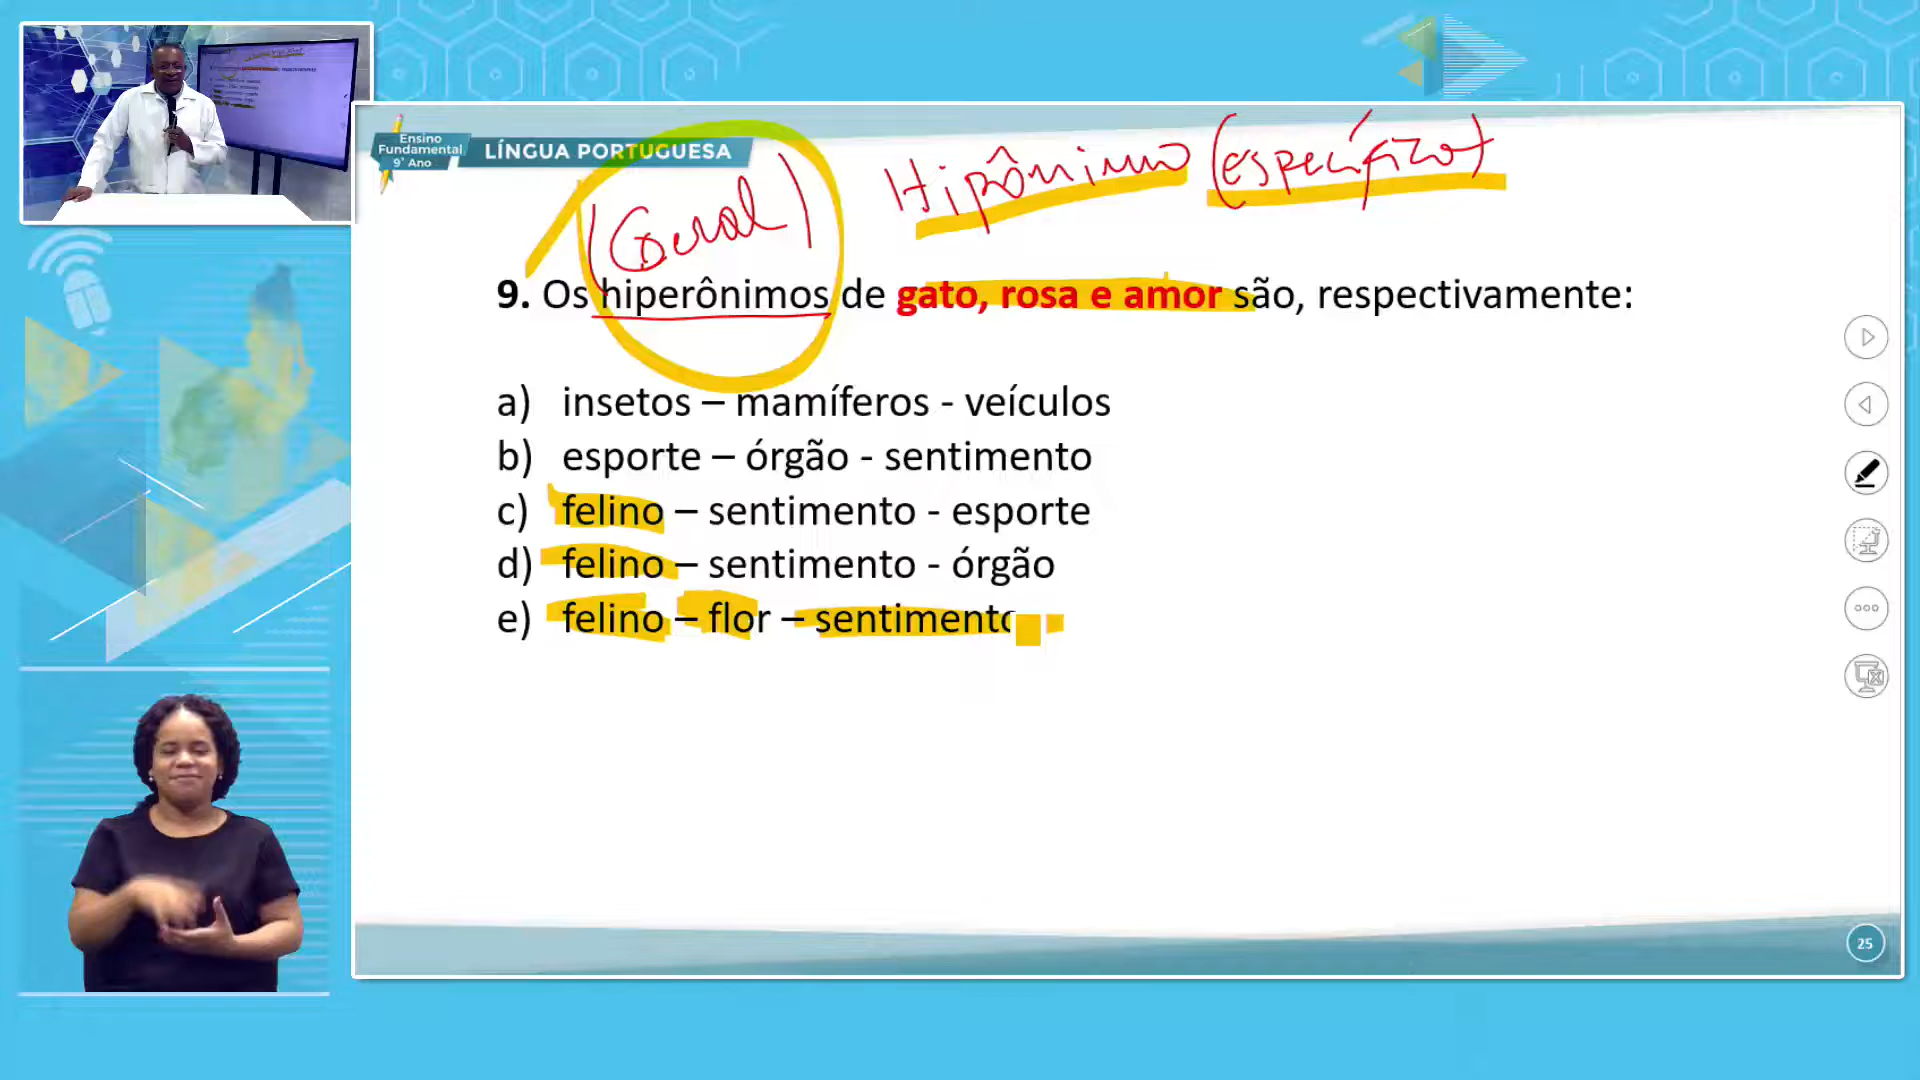 Ensino
Fundamental
9° Ano
LÍNGUA PORTUGUESA
(Geral)
Hipônimo (específico)
9. Os hiperônimos de gato, rosa e amor são, respectivamente:
a) insetos – mamíferos - veículos
b) esporte – órgão - sentimento
c) felino – sentimento - esporte
d) felino – sentimento - órgão
e) felino – flor – sentimento
25